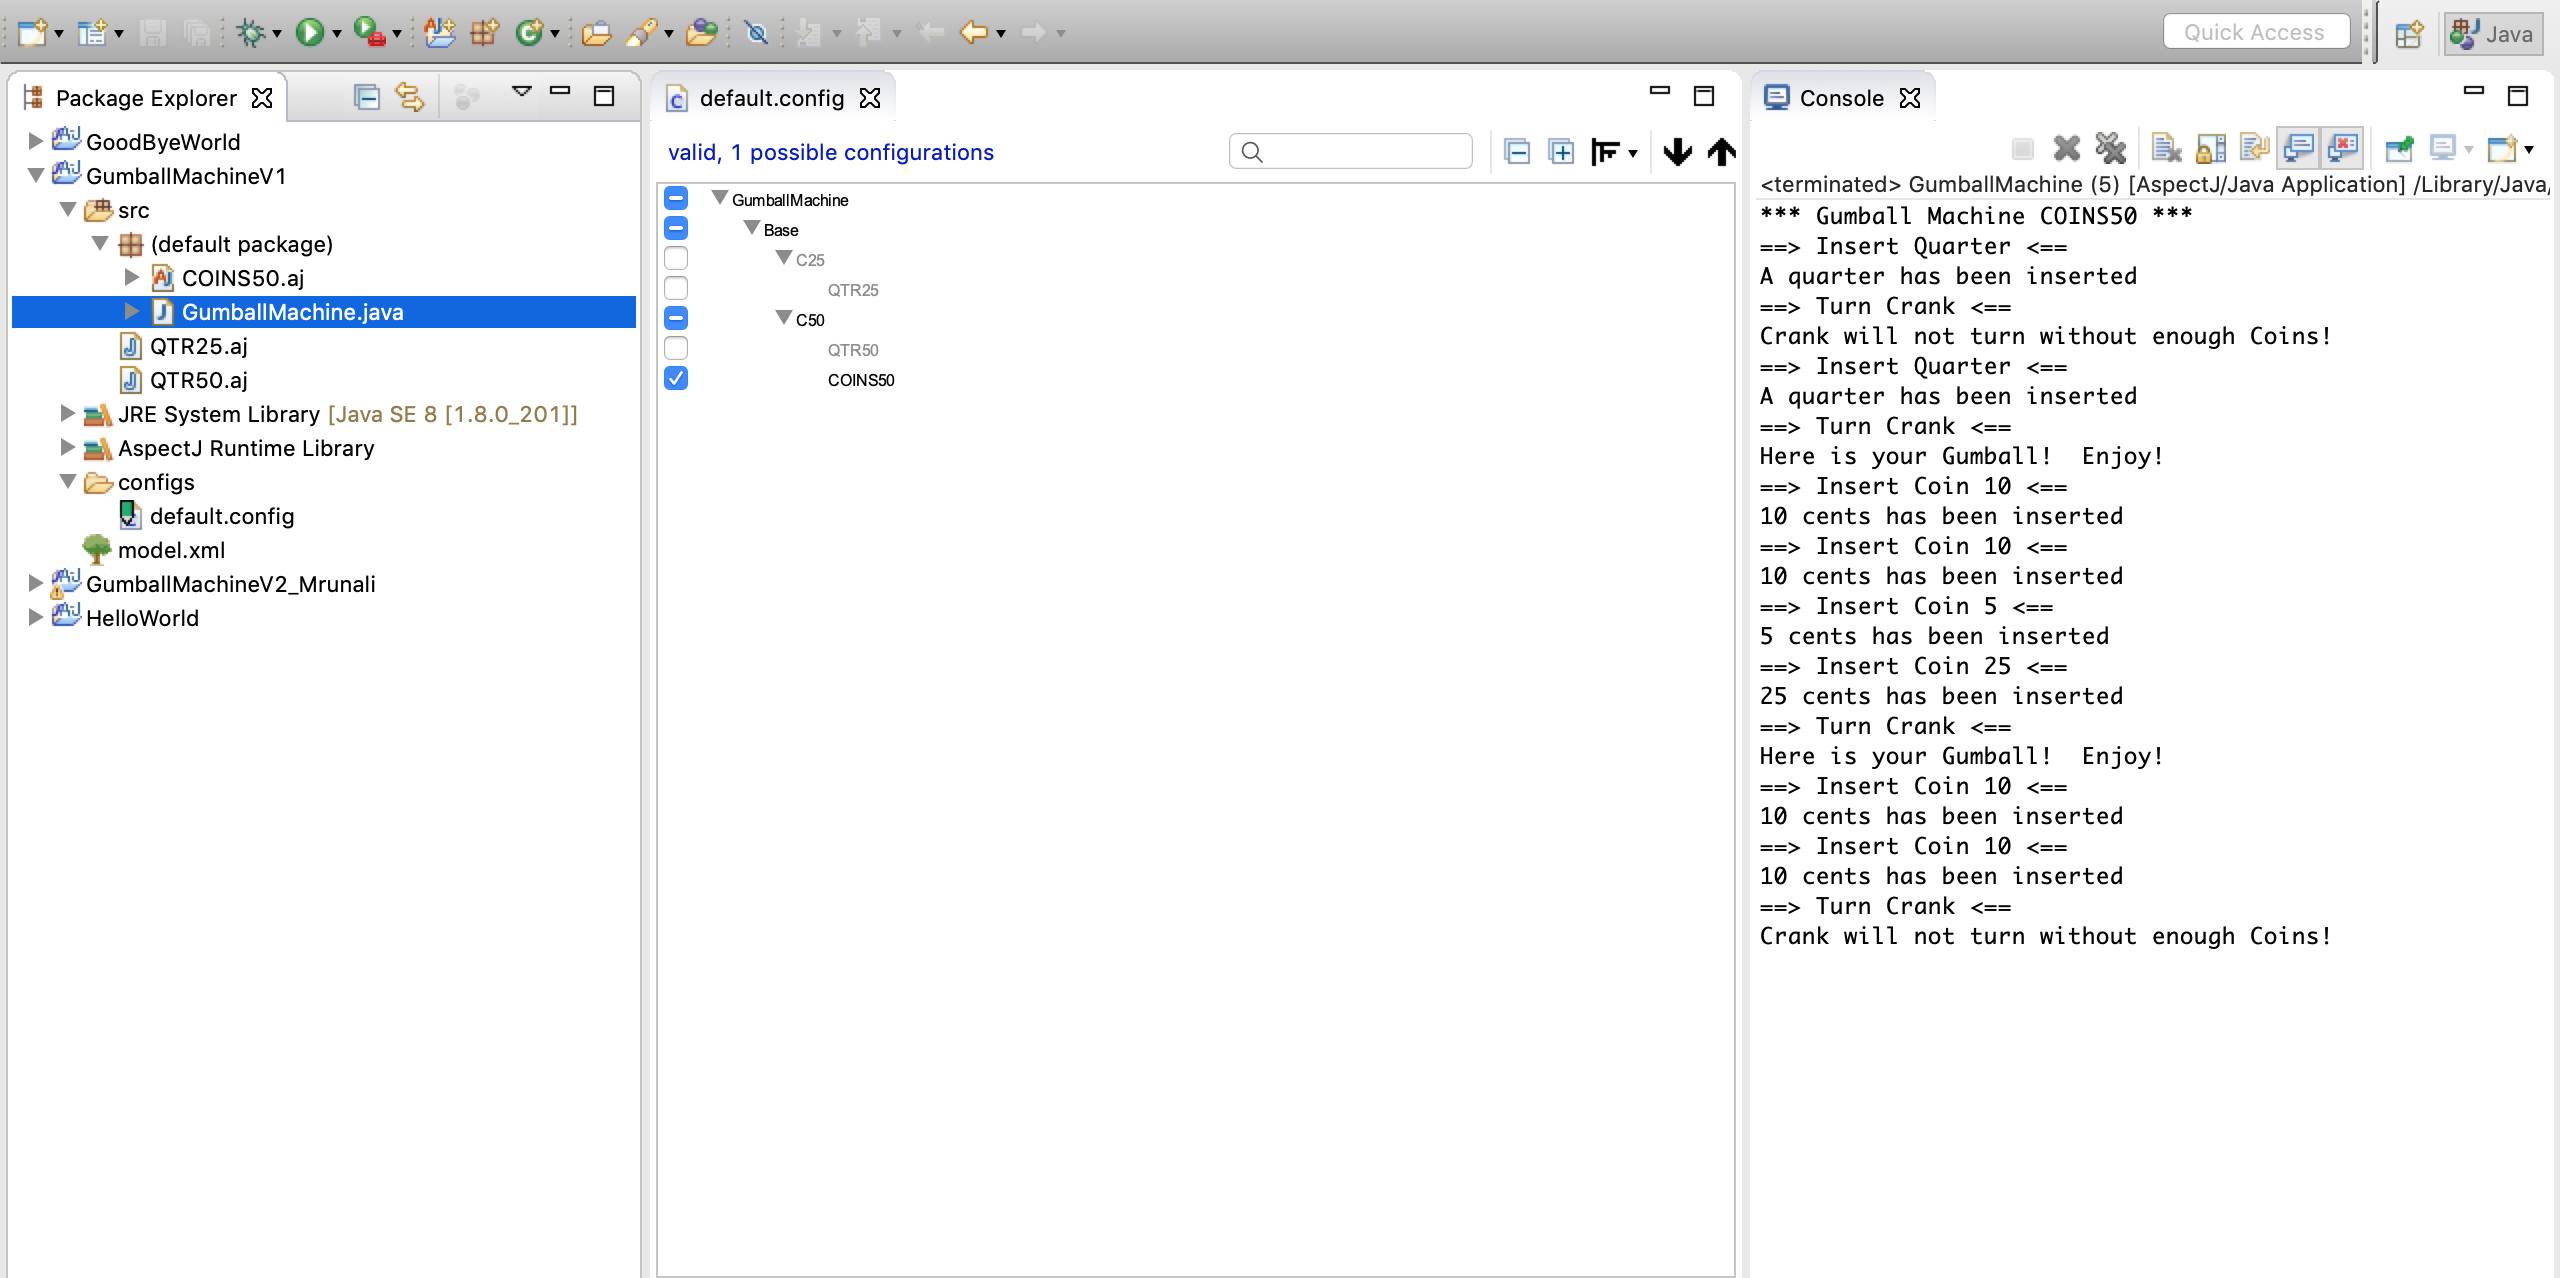 Quick Access
Java
Package Explorer
GoodByeWorld
GumballMachineV1
src
(default package)
COINS50.aj
GumballMachine.java
QTR25.aj
QTR50.aj
JRE System Library [Java SE 8 [1.8.0_201]]
AspectJ Runtime Library
configs
default.config
model.xml
GumballMachineV2_Mrunali
HelloWorld
default.config
valid, 1 possible configurations
GumballMachine
Base
C25
QTR25
C50
QTR50
COINS50
Console
<terminated> GumballMachine (5) [AspectJ/Java Application] /Library/Java,
*** Gumball Machine COINS50 ***
==> Insert Quarter <==
A quarter has been inserted
==> Turn Crank <==
Crank will not turn without enough Coins!
==> Insert Quarter <==
A quarter has been inserted
==> Turn Crank <==
Here is your Gumball!  Enjoy!
==> Insert Coin 10 <==
10 cents has been inserted
==> Insert Coin 10 <==
10 cents has been inserted
==> Insert Coin 5 <==
5 cents has been inserted
==> Insert Coin 25 <==
25 cents has been inserted
==> Turn Crank <==
Here is your Gumball!  Enjoy!
==> Insert Coin 10 <==
10 cents has been inserted
==> Insert Coin 10 <==
10 cents has been inserted
==> Turn Crank <==
Crank will not turn without enough Coins!